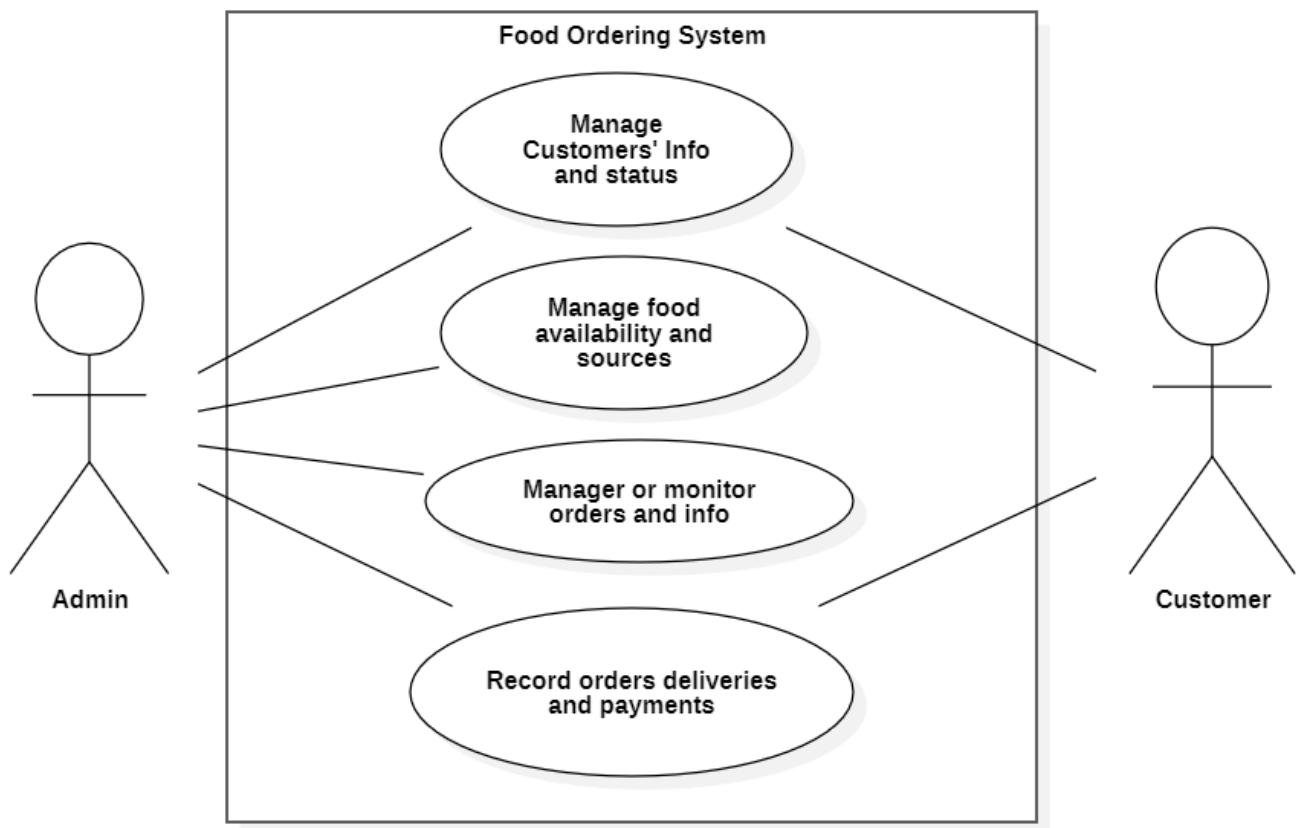 Food Ordering System
Manage
Customers' Info
and status
Manage food
availability and
sources
Manager or monitor
orders and info
Record orders deliveries
and payments
Admin
Customer